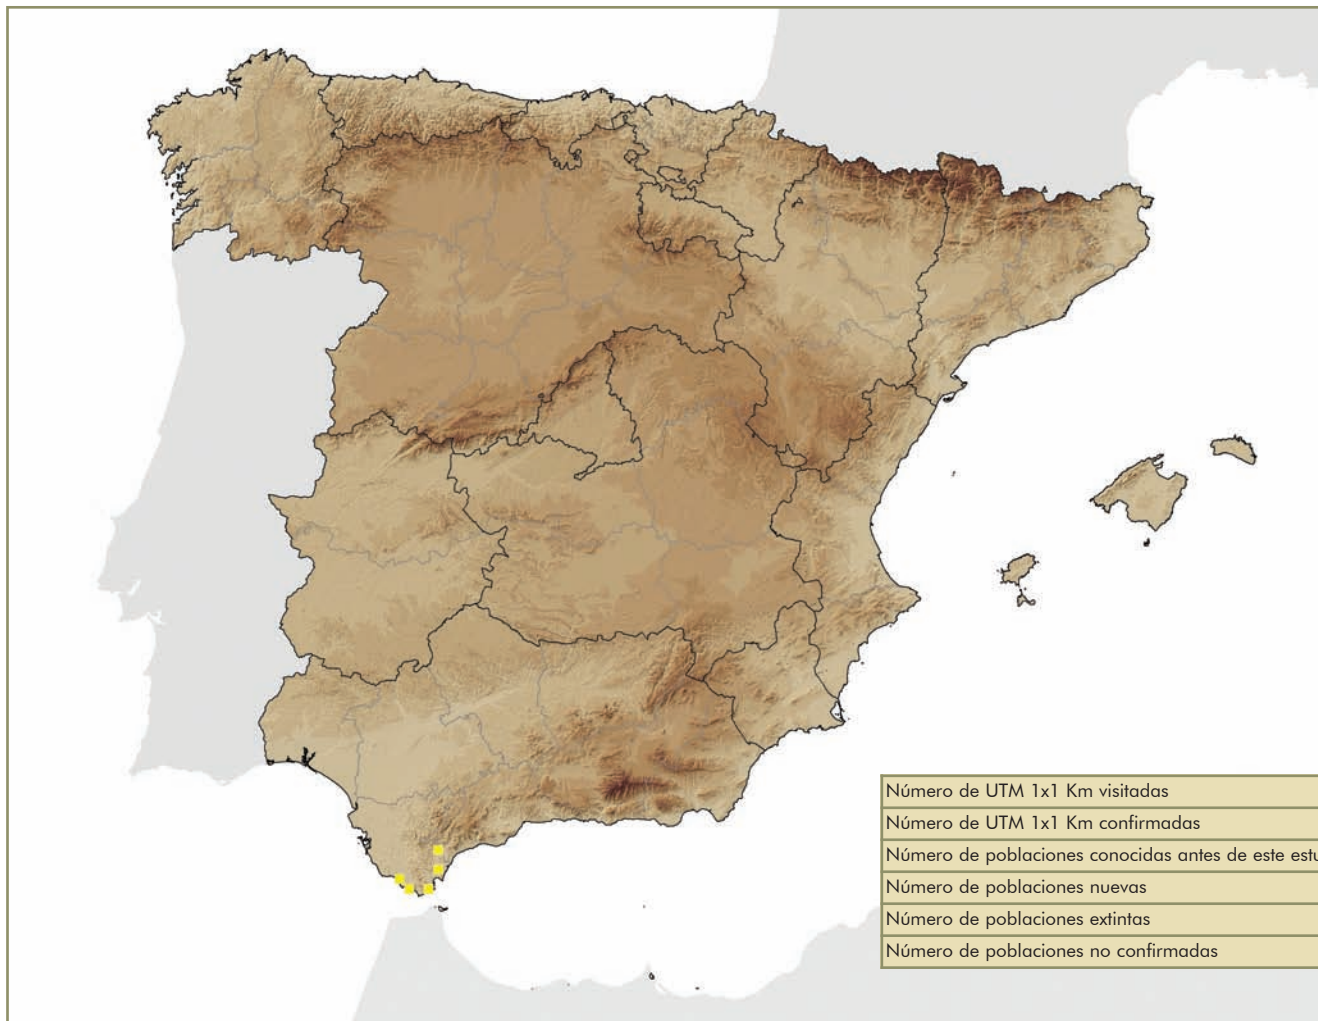 Número de UTM 1x1 Km visitadas
Número de UTM 1x1 Km confirmadas
Número de poblaciones conocidas antes de este estu
Número de poblaciones nuevas
Número de poblaciones extintas
Número de poblaciones no confirmadas